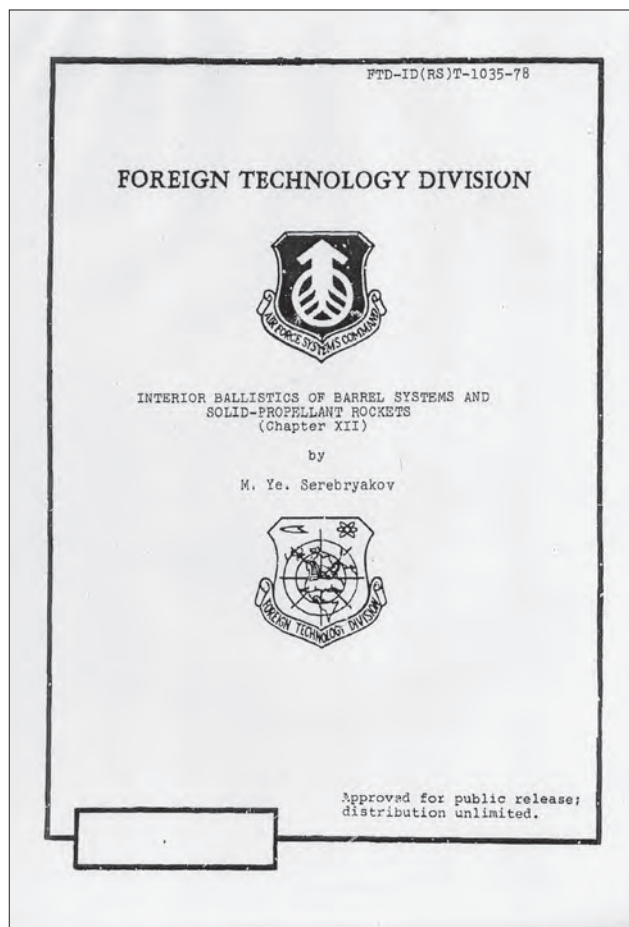 FTD-ID(RS)T-1035-78
FOREIGN TECHNOLOGY DIVISION
AIR FORCE SYSTEMS COMMAND
INTERIOR BALLISTICS OF BARREL SYSTEMS AND
SOLID-PROPELLANT ROCKETS
(Chapter XII)
by
M. Ye. Serebryakov
FOREIGN TECHNOLOGY DIVISION
Approved for public release;
distribution unlimited.